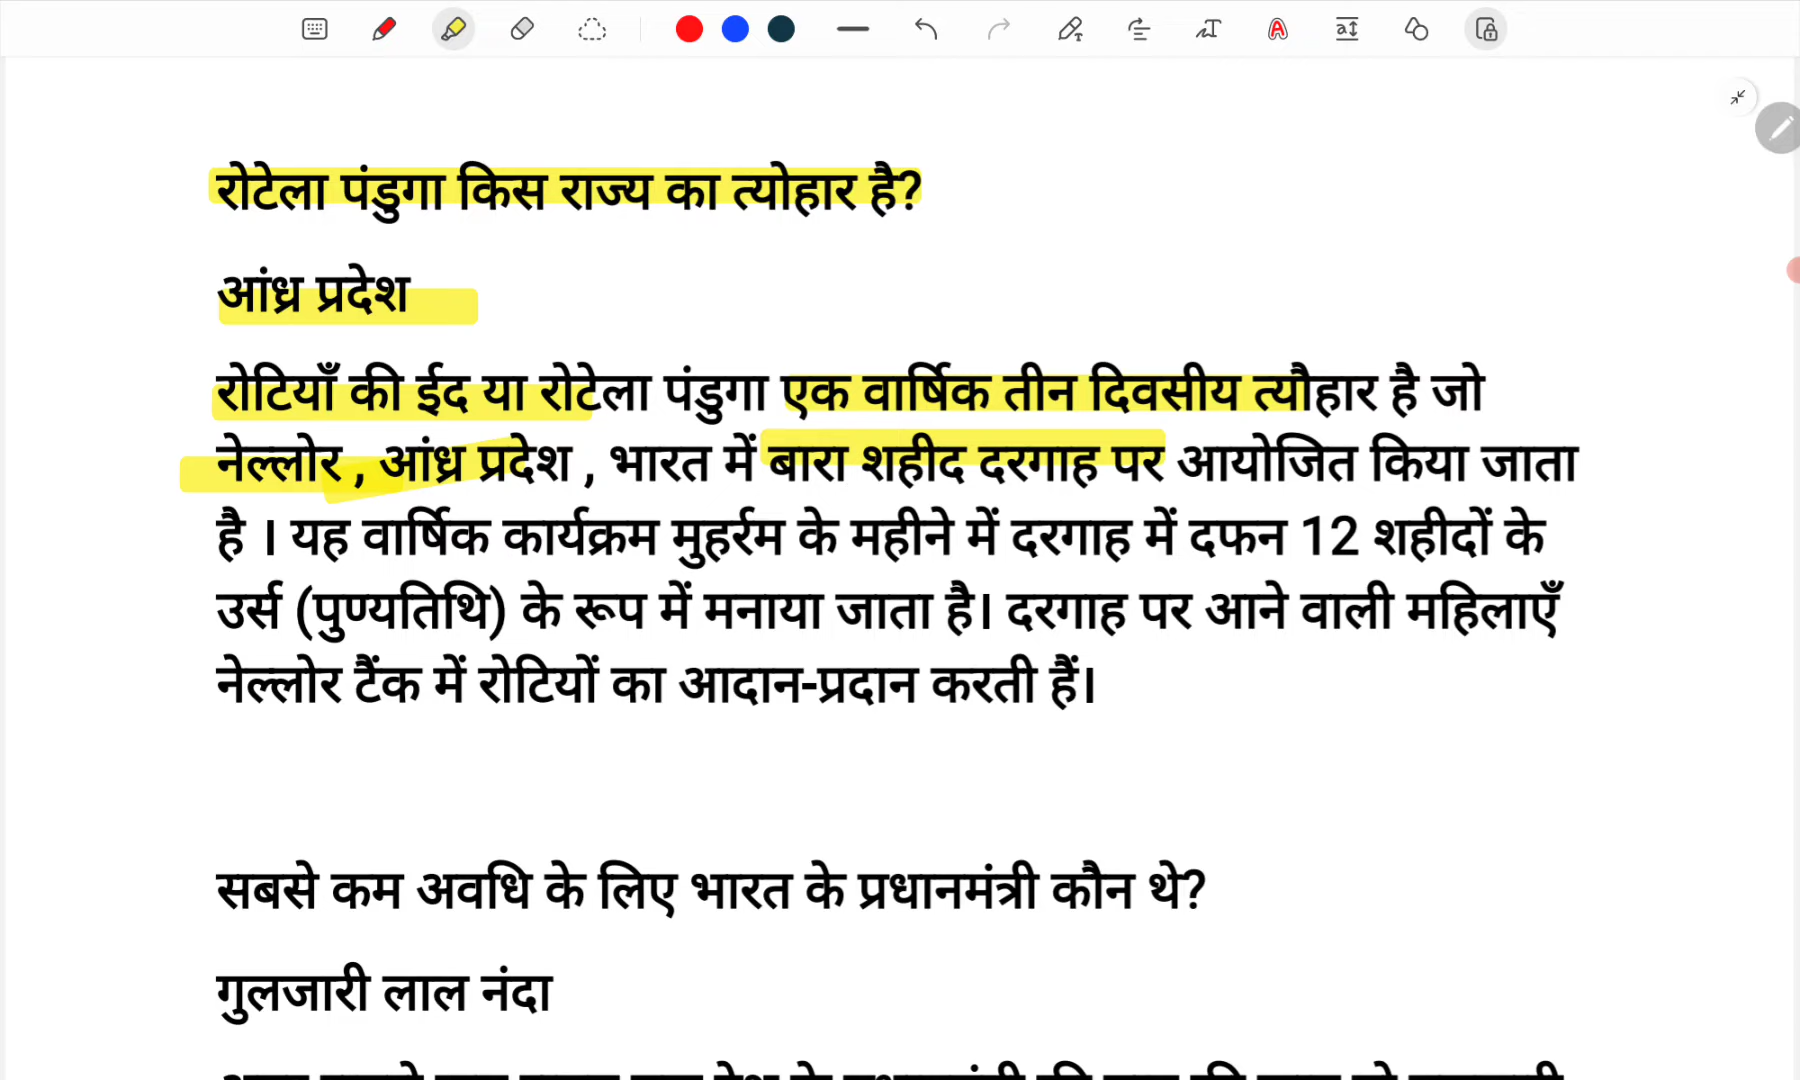 रोटेला पंडुगा किस राज्य का त्योहार है?
आंध्र प्रदेश
रोटियाँ की ईद या रोटेला पंडुगा एक वार्षिक तीन दिवसीय त्यौहार है जो
नेल्लोर , आंध्र प्रदेश , भारत में बारा शहीद दरगाह पर आयोजित किया जाता
है । यह वार्षिक कार्यक्रम मुहर्रम के महीने में दरगाह में दफन 12 शहीदों के
उर्स (पुण्यतिथि) के रूप में मनाया जाता है। दरगाह पर आने वाली महिलाएँ
नेल्लोर टैंक में रोटियों का आदान-प्रदान करती हैं।
सबसे कम अवधि के लिए भारत के प्रधानमंत्री कौन थे?
गुलजारी लाल नंदा